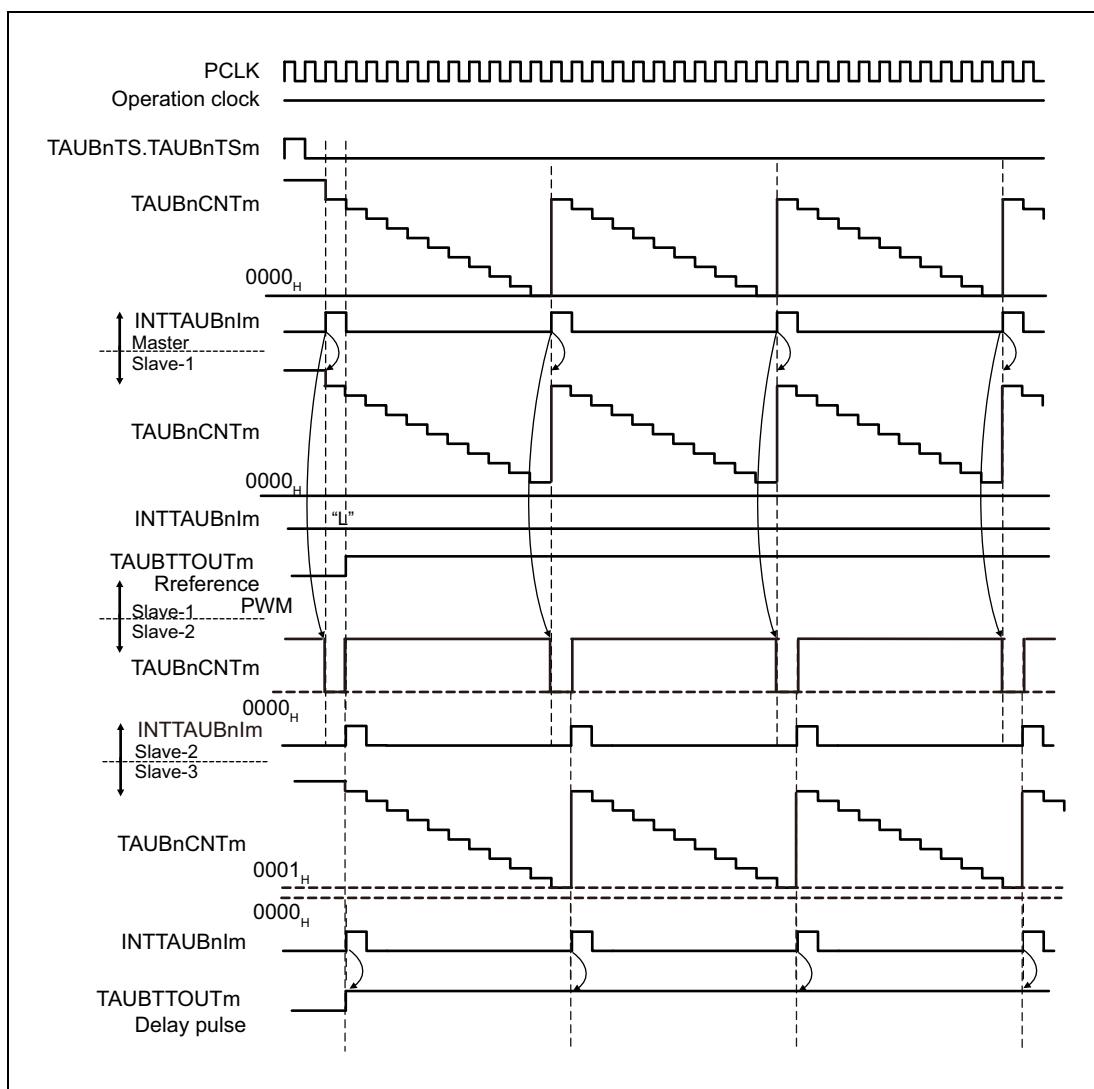 PCLK
Operation clock
TAUBnTS.TAUBnTSm
TAUBnCNTm
0000H
INTTAUBnIm
Master
Slave-1
TAUBnCNTm
0000H
INTTAUBnIm
“L”
TAUBTTOUTm
Rreference
PWM
Slave-1
Slave-2
TAUBnCNTm
0000H
INTTAUBnIm
Slave-2
Slave-3
TAUBnCNTm
0001H
0000H
INTTAUBnIm
TAUBTTOUTm
Delay pulse